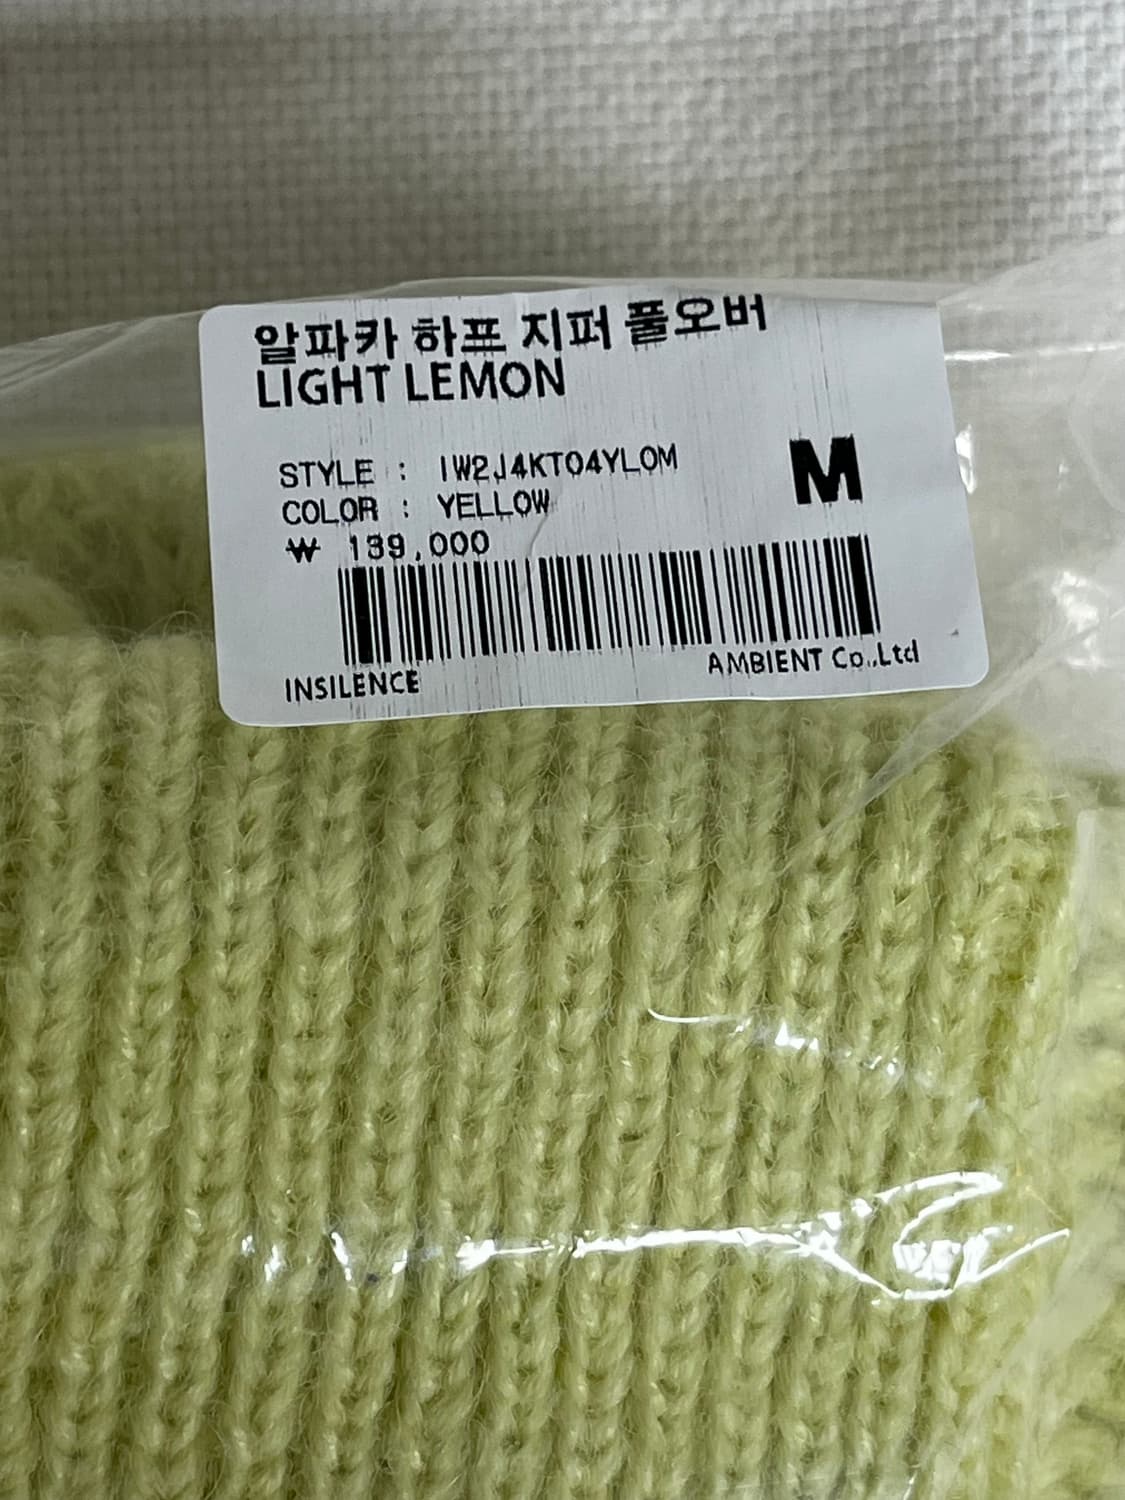 알파카 하프 지퍼 풀오버
LIGHT LEMON
STYLE : IW2J4KT04YLOM
M
COLOR : YELLOW
₩ 139,000
INSILENCE
AMBIENT Co.,Ltd